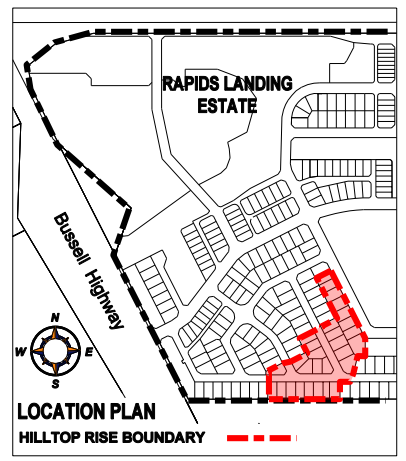 RAPIDS LANDING
ESTATE
Bussell Highway
N
W E
S
LOCATION PLAN
HILLTOP RISE BOUNDARY